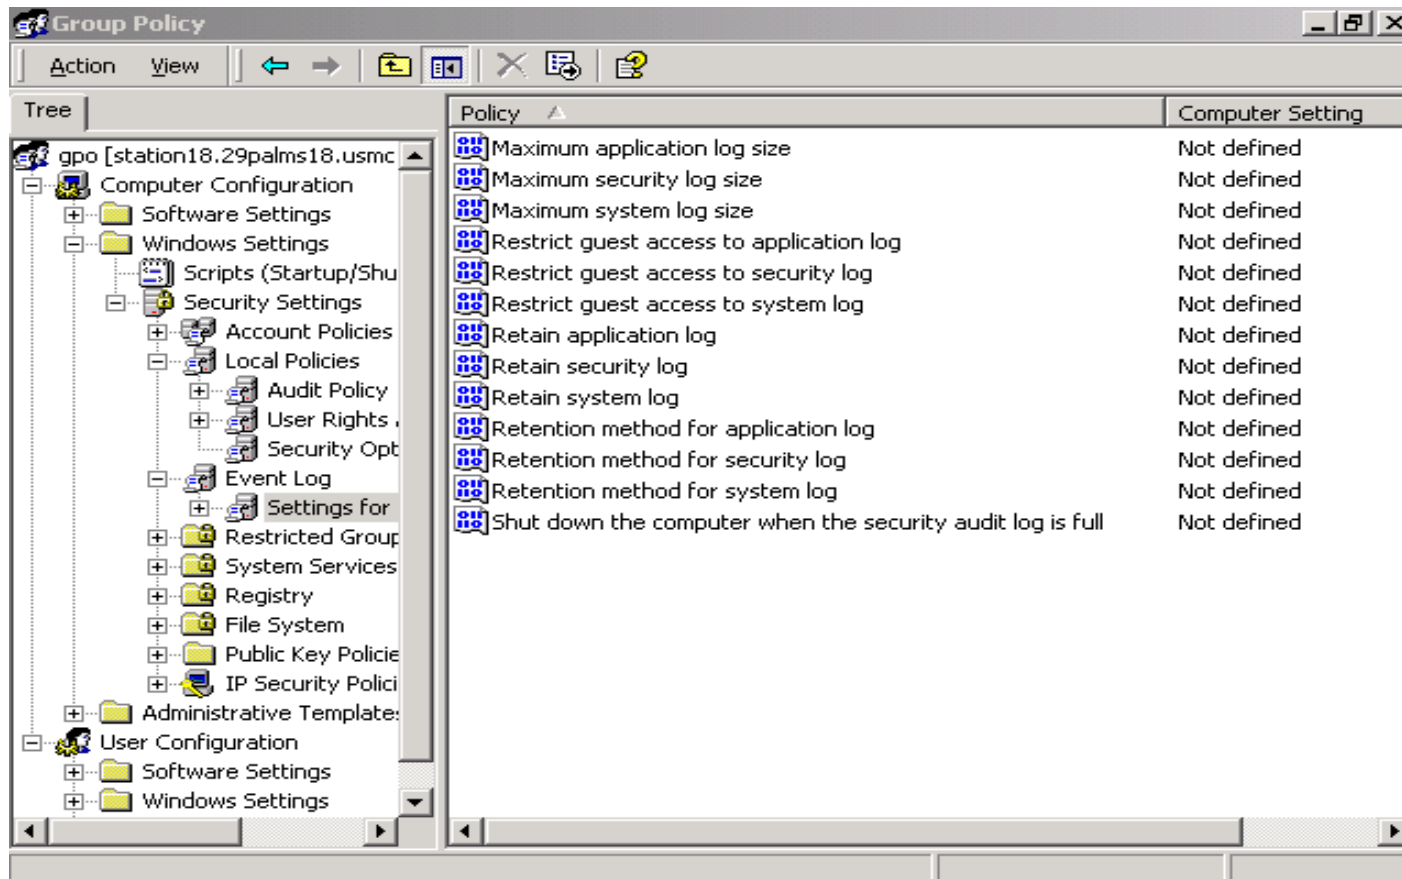 Group Policy
Action View
Tree
gpo [station18.29palms18.usmc
Computer Configuration
Software Settings
Windows Settings
Scripts (Startup/Shu
Security Settings
Account Policies
Local Policies
Audit Policy
User Rights
Security Opt
Event Log
Settings for
Restricted Group
System Services
Registry
File System
Public Key Policie
IP Security Polici
Administrative Template
User Configuration
Software Settings
Windows Settings
Policy Computer Setting
Maximum application log size Not defined
Maximum security log size Not defined
Maximum system log size Not defined
Restrict guest access to application log Not defined
Restrict guest access to security log Not defined
Restrict guest access to system log Not defined
Retain application log Not defined
Retain security log Not defined
Retain system log Not defined
Retention method for application log Not defined
Retention method for security log Not defined
Retention method for system log Not defined
Shut down the computer when the security audit log is full Not defined